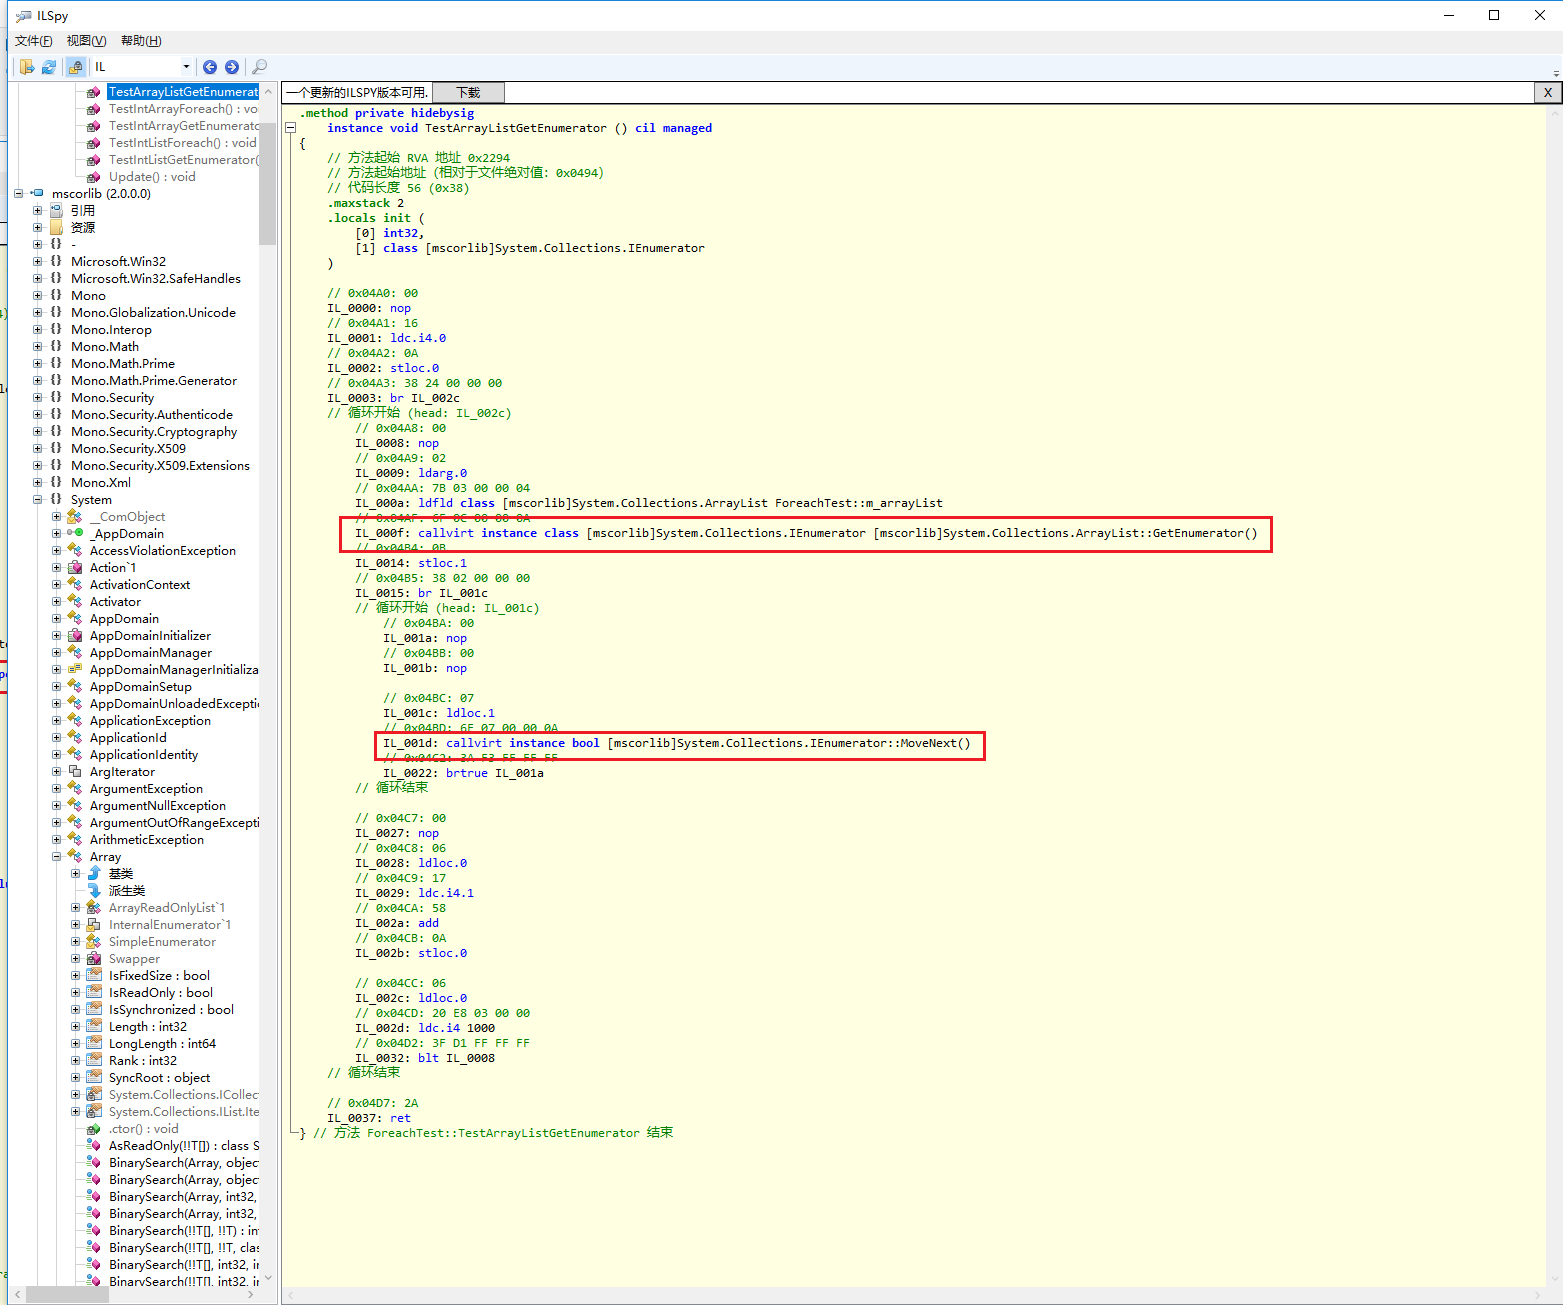 ILSpy
文件(F) 视图(V) 帮助(H)
IL
TestArrayListGetEnumerat
TestIntArrayForeach() : voi
TestIntArrayGetEnumerato
TestIntListForeach() : void
TestIntListGetEnumerator(
Update() : void
mscorlib (2.0.0.0)
引用
资源
-
Microsoft.Win32
Microsoft.Win32.SafeHandles
Mono
Mono.Globalization.Unicode
Mono.Interop
Mono.Math
Mono.Math.Prime
Mono.Math.Prime.Generator
Mono.Security
Mono.Security.Authenticode
Mono.Security.Cryptography
Mono.Security.X509
Mono.Security.X509.Extensions
Mono.Xml
System
__ComObject
_AppDomain
AccessViolationException
Action`1
ActivationContext
Activator
AppDomain
AppDomainInitializer
AppDomainManager
AppDomainManagerInitializa
AppDomainSetup
AppDomainUnloadedExceptio
ApplicationException
ApplicationId
ApplicationIdentity
ArgIterator
ArgumentException
ArgumentNullException
ArgumentOutOfRangeExcepti
ArithmeticException
Array
基类
派生类
ArrayReadOnlyList`1
InternalEnumerator`1
SimpleEnumerator
Swapper
IsFixedSize : bool
IsReadOnly : bool
IsSynchronized : bool
Length : int32
LongLength : int64
Rank : int32
SyncRoot : object
System.Collections.ICollec
System.Collections.IList.Ite
.ctor() : void
AsReadOnly(!!T[]) : class S
BinarySearch(Array, objec
BinarySearch(Array, objec
BinarySearch(Array, int32,
BinarySearch(Array, int32,
BinarySearch(!!T[], !!T) : in
BinarySearch(!!T[], !!T, clas
BinarySearch(!!T[], int32, i
BinarySearch(!!T[], int32, i
一个更新的ILSPY版本可用. 下载 X
.method private hidebysig
instance void TestArrayListGetEnumerator () cil managed
{
// 方法起始 RVA 地址 0x2294
// 方法起始地址 (相对于文件绝对值: 0x0494)
// 代码长度 56 (0x38)
.maxstack 2
.locals init (
[0] int32,
[1] class [mscorlib]System.Collections.IEnumerator
)
// 0x04A0: 00
IL_0000: nop
// 0x04A1: 16
IL_0001: ldc.i4.0
// 0x04A2: 0A
IL_0002: stloc.0
// 0x04A3: 38 24 00 00 00
IL_0003: br IL_002c
// 循环开始 (head: IL_002c)
// 0x04A8: 00
IL_0008: nop
// 0x04A9: 02
IL_0009: ldarg.0
// 0x04AA: 7B 03 00 00 04
IL_000a: ldfld class [mscorlib]System.Collections.ArrayList ForeachTest::m_arrayList
// 0x04AF: 6F 0C 00 00 0A
IL_000f: callvirt instance class [mscorlib]System.Collections.IEnumerator [mscorlib]System.Collections.ArrayList::GetEnumerator()
// 0x04B4: 0B
IL_0014: stloc.1
// 0x04B5: 38 02 00 00 00
IL_0015: br IL_001c
// 循环开始 (head: IL_001c)
// 0x04BA: 00
IL_001a: nop
// 0x04BB: 00
IL_001b: nop
// 0x04BC: 07
IL_001c: ldloc.1
// 0x04BD: 6F 07 00 00 0A
IL_001d: callvirt instance bool [mscorlib]System.Collections.IEnumerator::MoveNext()
// 0x04C2: 3A F3 FF FF FF
IL_0022: brtrue IL_001a
// 循环结束
// 0x04C7: 00
IL_0027: nop
// 0x04C8: 06
IL_0028: ldloc.0
// 0x04C9: 17
IL_0029: ldc.i4.1
// 0x04CA: 58
IL_002a: add
// 0x04CB: 0A
IL_002b: stloc.0
// 0x04CC: 06
IL_002c: ldloc.0
// 0x04CD: 20 E8 03 00 00
IL_002d: ldc.i4 1000
// 0x04D2: 3F D1 FF FF FF
IL_0032: blt IL_0008
// 循环结束
// 0x04D7: 2A
IL_0037: ret
} // 方法 ForeachTest::TestArrayListGetEnumerator 结束